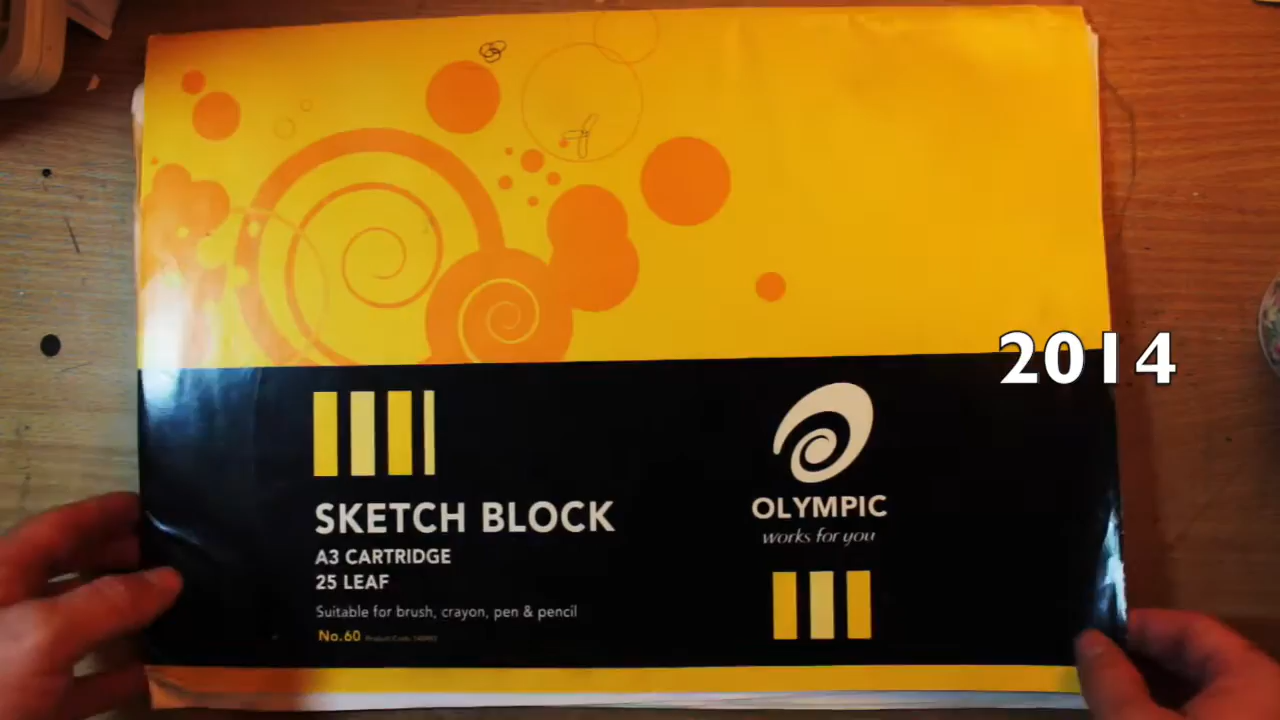 2014
OLYMPIC
works for you
SKETCH BLOCK
A3 CARTRIDGE
25 LEAF
Suitable for brush, crayon, pen & pencil
No.60